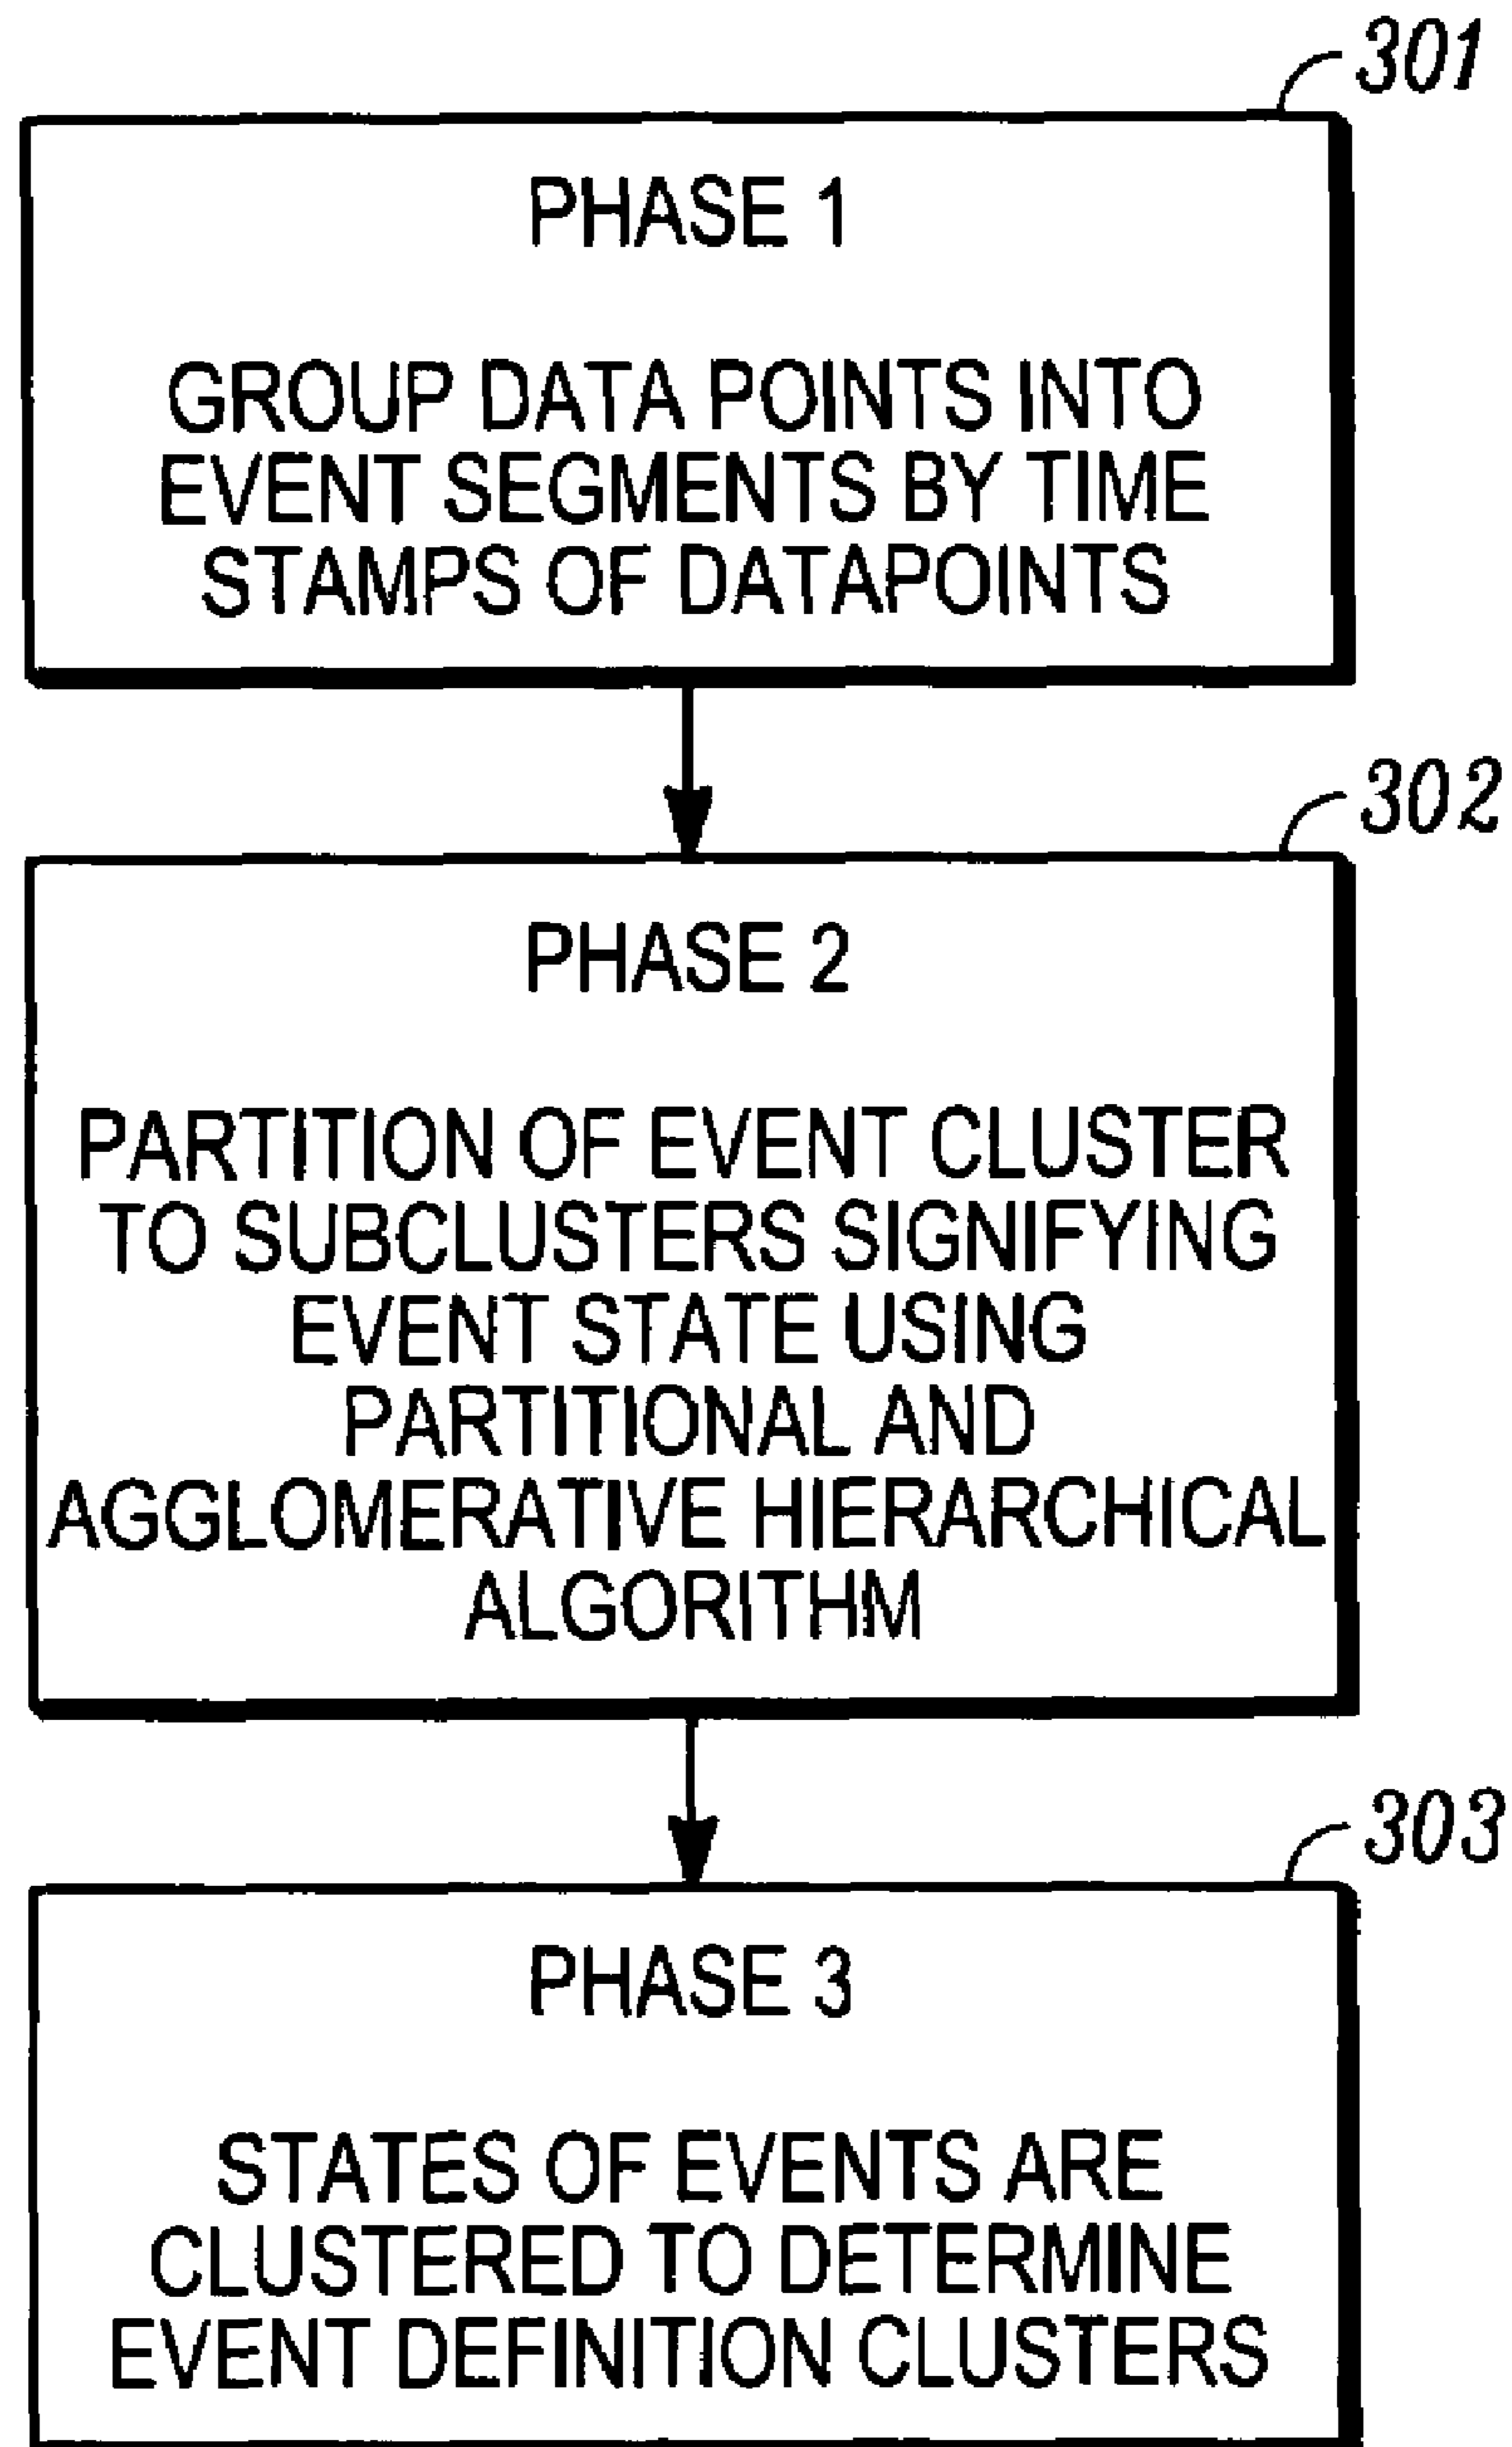 301
PHASE 1
GROUP DATA POINTS INTO
EVENT SEGMENTS BY TIME
STAMPS OF DATAPOINTS
302
PHASE 2
PARTITION OF EVENT CLUSTER
TO SUBCLUSTERS SIGNIFYING
EVENT STATE USING
PARTITIONAL AND
AGGLOMERATIVE HIERARCHICAL
ALGORITHM
303
PHASE 3
STATES OF EVENTS ARE
CLUSTERED TO DETERMINE
EVENT DEFINITION CLUSTERS